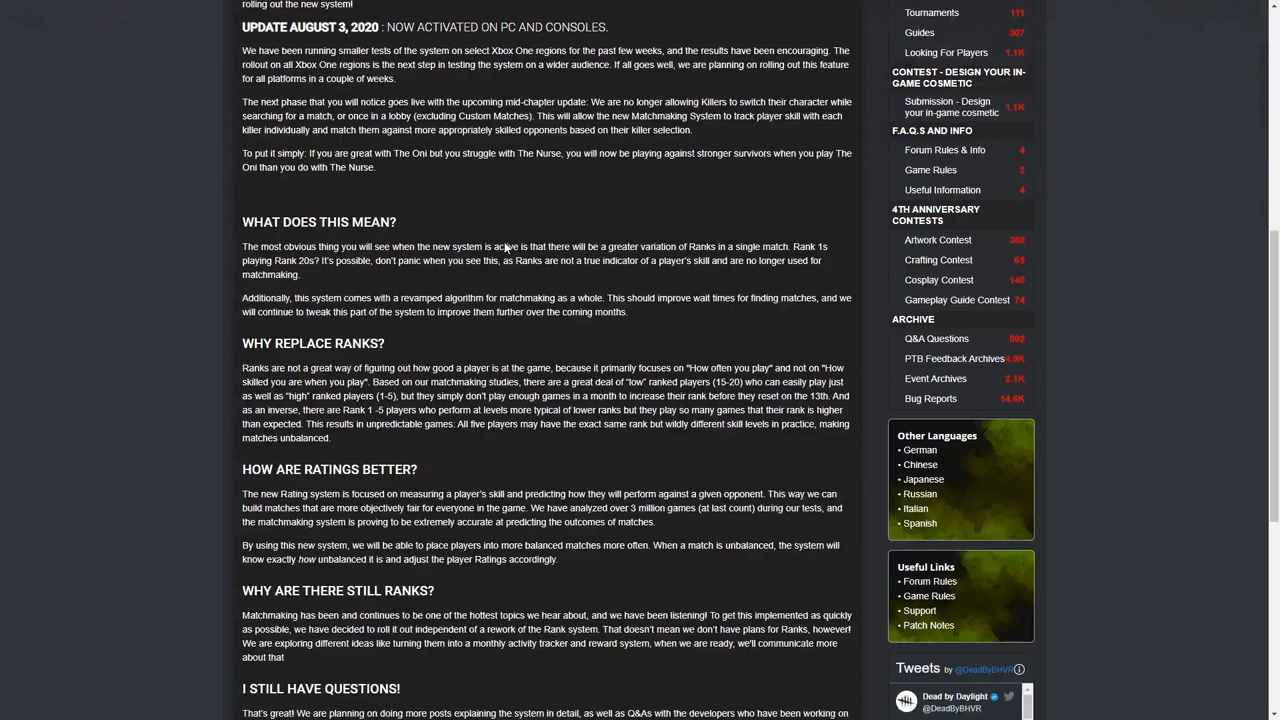 rolling out the new system!
UPDATE AUGUST 3, 2020 : NOW ACTIVATED ON PC AND CONSOLES.
We have been running smaller tests of the system on select Xbox One regions for the past few weeks, and the results have been encouraging. The
rollout on all Xbox One regions is the next step in testing the system on a wider audience. If all goes well, we are planning on rolling out this feature
for all platforms in a couple of weeks.
The next phase that you will notice goes live with the upcoming mid-chapter update: We are no longer allowing Killers to switch their character while
searching for a match, or once in a lobby (excluding Custom Matches). This will allow the new Matchmaking System to track player skill with each
killer individually and match them against more appropriately skilled opponents based on their killer selection.
To put it simply: If you are great with The Oni but you struggle with The Nurse, you will now be playing against stronger survivors when you play The
Oni than you do with The Nurse.
WHAT DOES THIS MEAN?
The most obvious thing you will see when the new system is active is that there will be a greater variation of Ranks in a single match. Rank 1s
playing Rank 20s? It's possible, don't panic when you see this, as Ranks are not a true indicator of a player's skill and are no longer used for
matchmaking.
Additionally, this system comes with a revamped algorithm for matchmaking as a whole. This should improve wait times for finding matches, and we
will continue to tweak this part of the system to improve them further over the coming months.
WHY REPLACE RANKS?
Ranks are not a great way of figuring out how good a player is at the game, because it primarily focuses on "How often you play" and not on "How
skilled you are when you play". Based on our matchmaking studies, there are a great deal of "low" ranked players (15-20) who can easily play just
as well as "high" ranked players (1-5), but they simply don't play enough games in a month to increase their rank before they reset on the 13th. And
as an inverse, there are Rank 1 -5 players who perform at levels more typical of lower ranks but they play so many games that their rank is higher
than expected. This results in unpredictable games: All five players may have the exact same rank but wildly different skill levels in practice, making
matches unbalanced.
HOW ARE RATINGS BETTER?
The new Rating system is focused on measuring a player's skill and predicting how they will perform against a given opponent. This way we can
build matches that are more objectively fair for everyone in the game. We have analyzed over 3 million games (at last count) during our tests, and
the matchmaking system is proving to be extremely accurate at predicting the outcomes of matches.
By using this new system, we will be able to place players into more balanced matches more often. When a match is unbalanced, the system will
know exactly how unbalanced it is and adjust the player Ratings accordingly.
WHY ARE THERE STILL RANKS?
Matchmaking has been and continues to be one of the hottest topics we hear about, and we have been listening! To get this implemented as quickly
as possible, we have decided to roll it out independent of a rework of the Rank system. That doesn't mean we don't have plans for Ranks, however!
We are exploring different ideas like turning them into a monthly activity tracker and reward system, when we are ready, we'll communicate more
about that
I STILL HAVE QUESTIONS!
That's great! We are planning on doing more posts explaining the system in detail, as well as Q&As with the developers who have been working on
Tournaments 111
Guides 307
Looking For Players 1.1K
CONTEST - DESIGN YOUR IN-
GAME COSMETIC
Submission - Design
your in-game cosmetic 1.1K
F.A.Q.S AND INFO
Forum Rules & Info 4
Game Rules 2
Useful Information 4
4TH ANNIVERSARY
CONTESTS
Artwork Contest 360
Crafting Contest 68
Cosplay Contest 140
Gameplay Guide Contest 74
ARCHIVE
Q&A Questions 502
PTB Feedback Archives 4.9K
Event Archives 2.1K
Bug Reports 14.6K
Other Languages
• German
• Chinese
• Japanese
• Russian
• Italian
• Spanish
Useful Links
• Forum Rules
• Game Rules
• Support
• Patch Notes
Tweets by @DeadByBHVR
Dead by Daylight
@DeadByBHVR